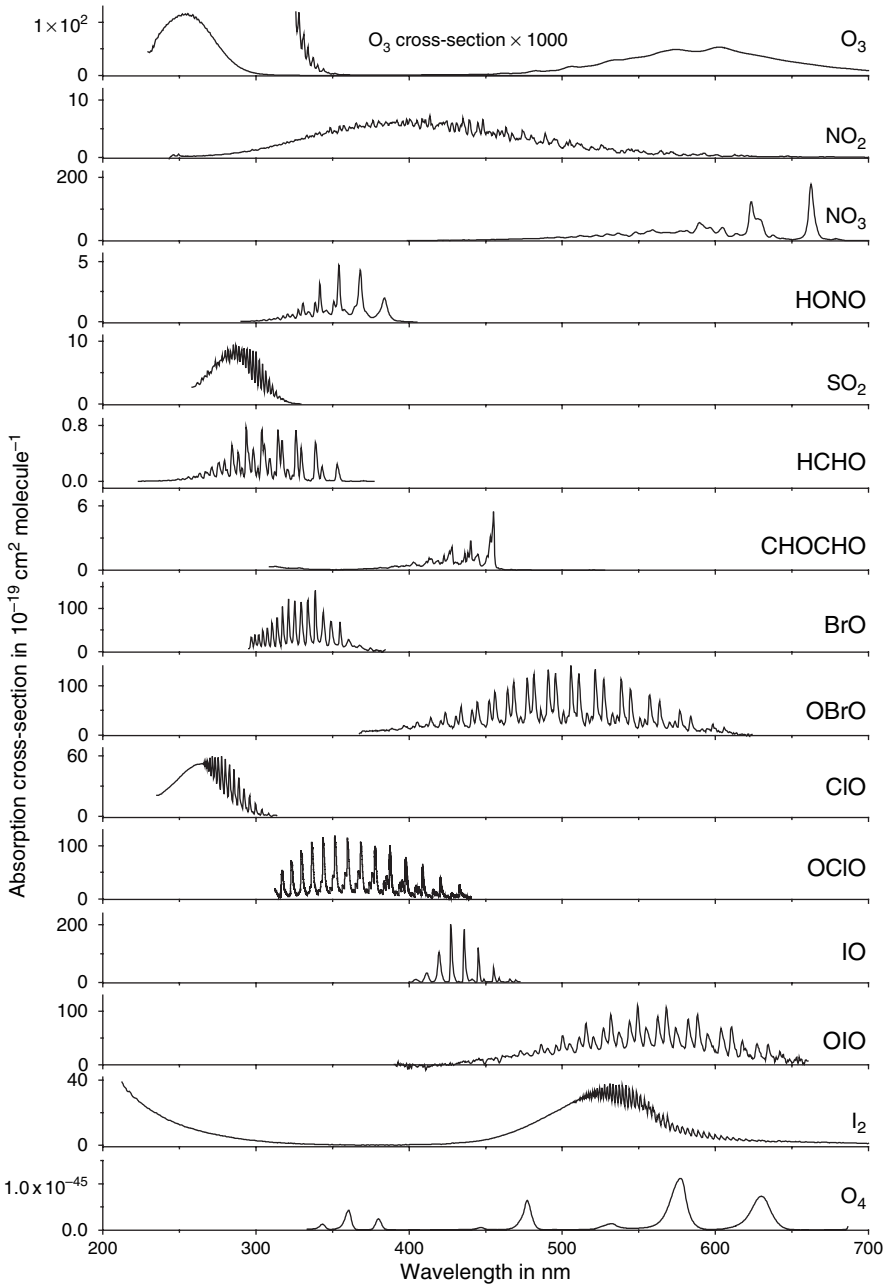 1×10²
0
O₃ cross-section × 1000
O₃
10
0
NO₂
200
0
NO₃
5
0
HONO
10
0
SO₂
0.8
0.0
HCHO
6
0
CHOCHO
100
0
BrO
100
0
OBrO
60
0
ClO
100
0
OClO
200
0
IO
100
0
OIO
40
0
I₂
1.0 x 10⁻⁴⁵
0.0
O₄
200 300 400 500 600 700
Wavelength in nm
Absorption cross-section in 10⁻¹⁹ cm² molecule⁻¹